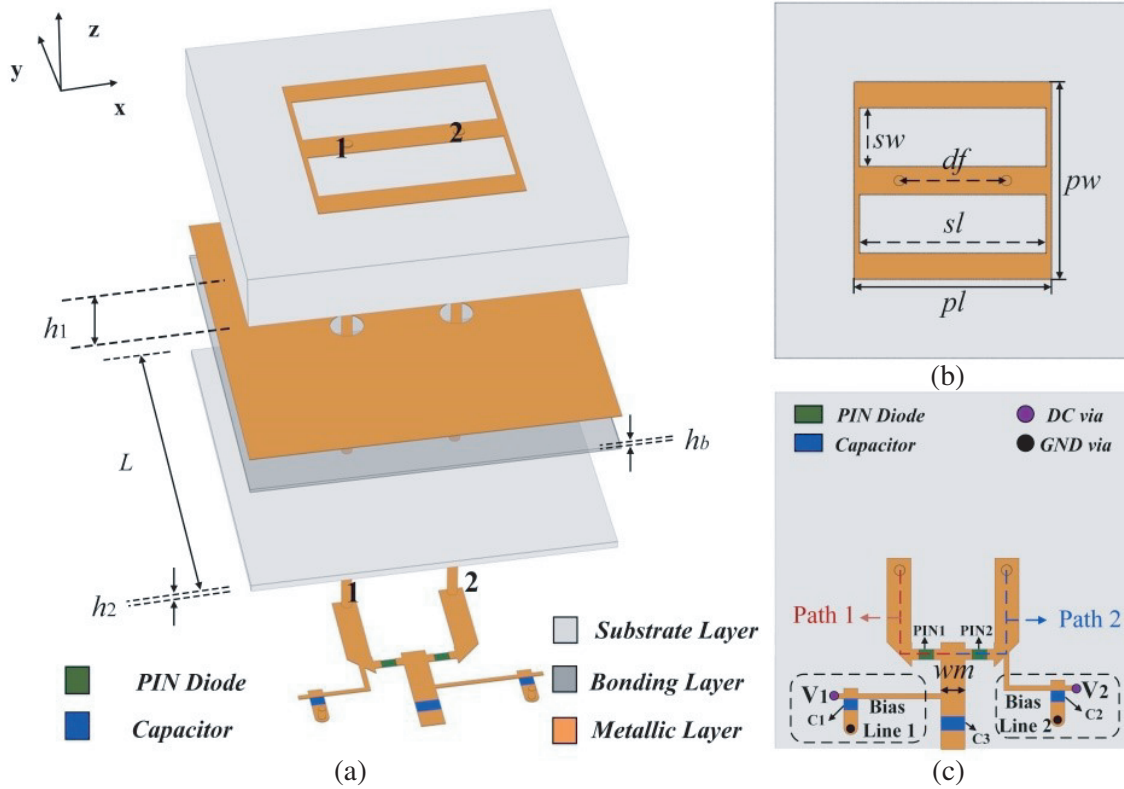 z
y
x
1
2
h1
L
hb
h2
1
2
PIN Diode
Capacitor
Substrate Layer
Bonding Layer
Metallic Layer
(a)
sw
df
pw
sl
pl
(b)
PIN Diode
DC via
Capacitor
GND via
Path 1
PIN1
PIN2
Path 2
wm
V1
V2
C1
Bias
Line 1
Bias
Line 2
C2
C3
(c)